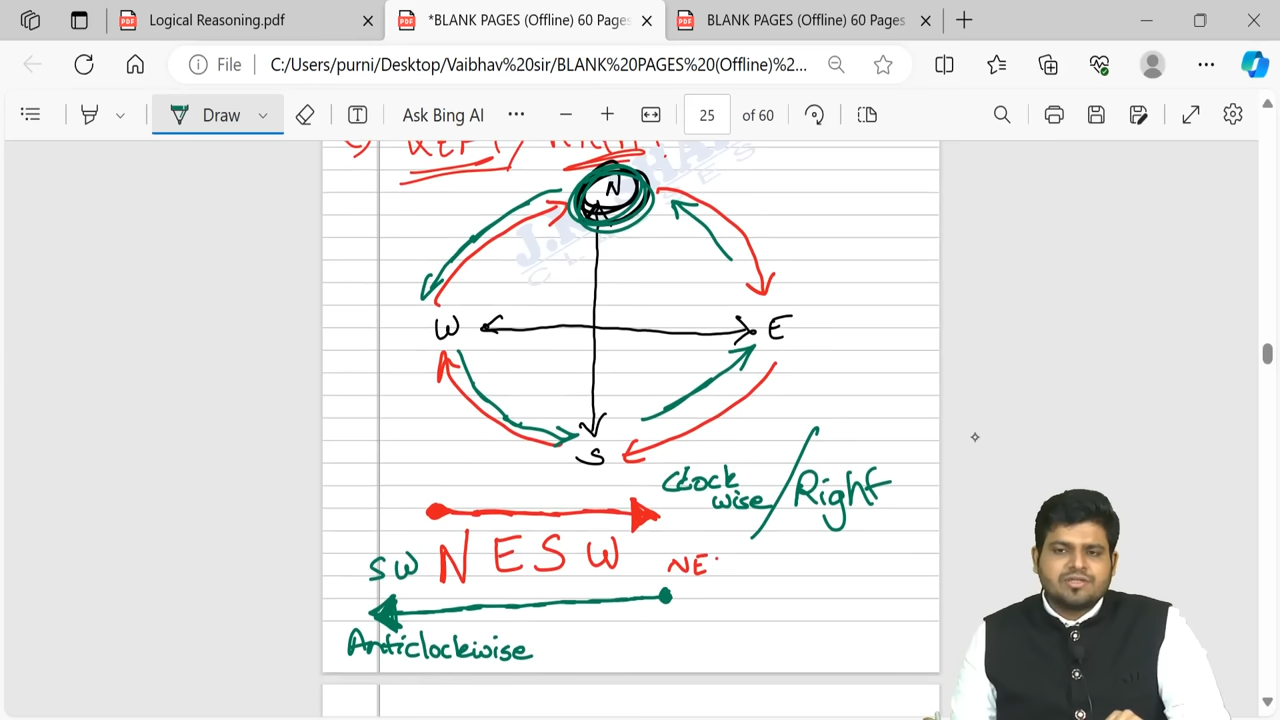 Logical Reasoning.pdf
*BLANK PAGES (Offline) 60 Pages
BLANK PAGES (Offline) 60 Pages
File
C:/Users/purni/Desktop/Vaibhav%20sir/BLANK%20PAGES%20(Offline)%2...
Draw
Ask Bing AI
25
of 60
N
W
E
S
Clock
wise/Right
SW N E S W NE
Anticlockwise